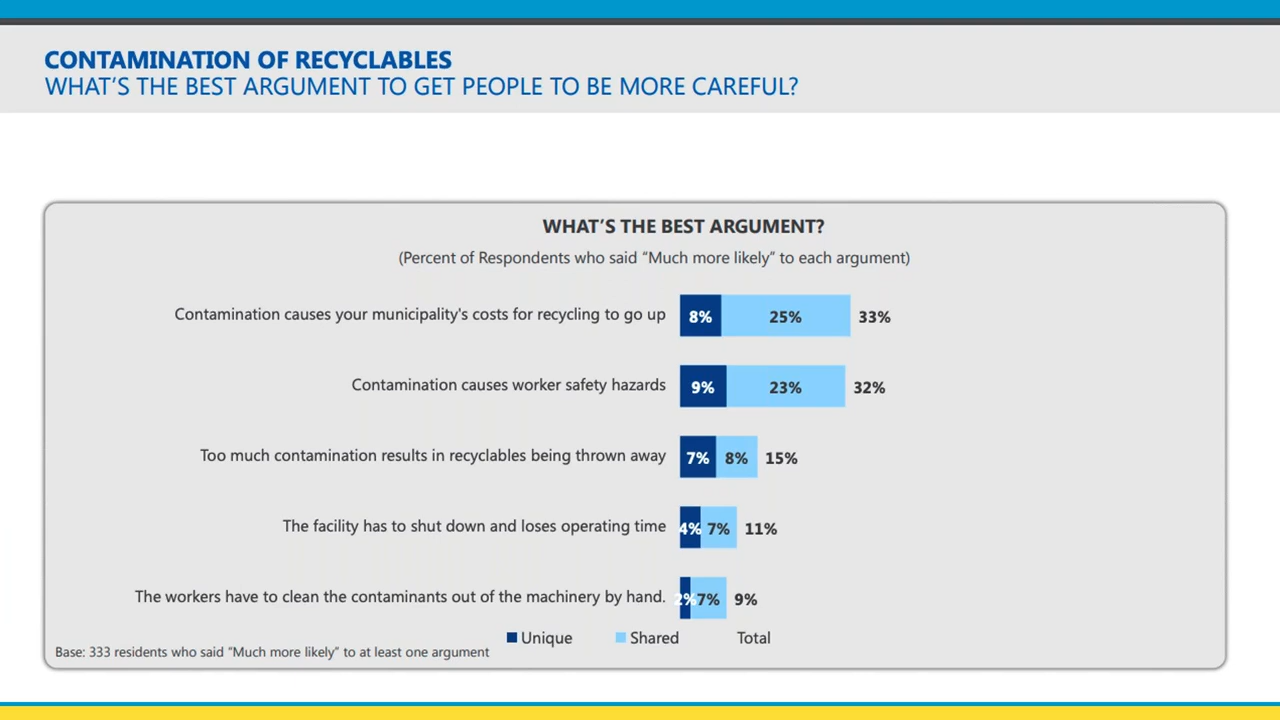 CONTAMINATION OF RECYCLABLES
WHAT'S THE BEST ARGUMENT TO GET PEOPLE TO BE MORE CAREFUL?
WHAT'S THE BEST ARGUMENT?
(Percent of Respondents who said “Much more likely” to each argument)
Contamination causes your municipality's costs for recycling to go up 8% 25% 33%
Contamination causes worker safety hazards 9% 23% 32%
Too much contamination results in recyclables being thrown away 7% 8% 15%
The facility has to shut down and loses operating time 4% 7% 11%
The workers have to clean the contaminants out of the machinery by hand. 2% 7% 9%
Unique Shared Total
Base: 333 residents who said “Much more likely” to at least one argument